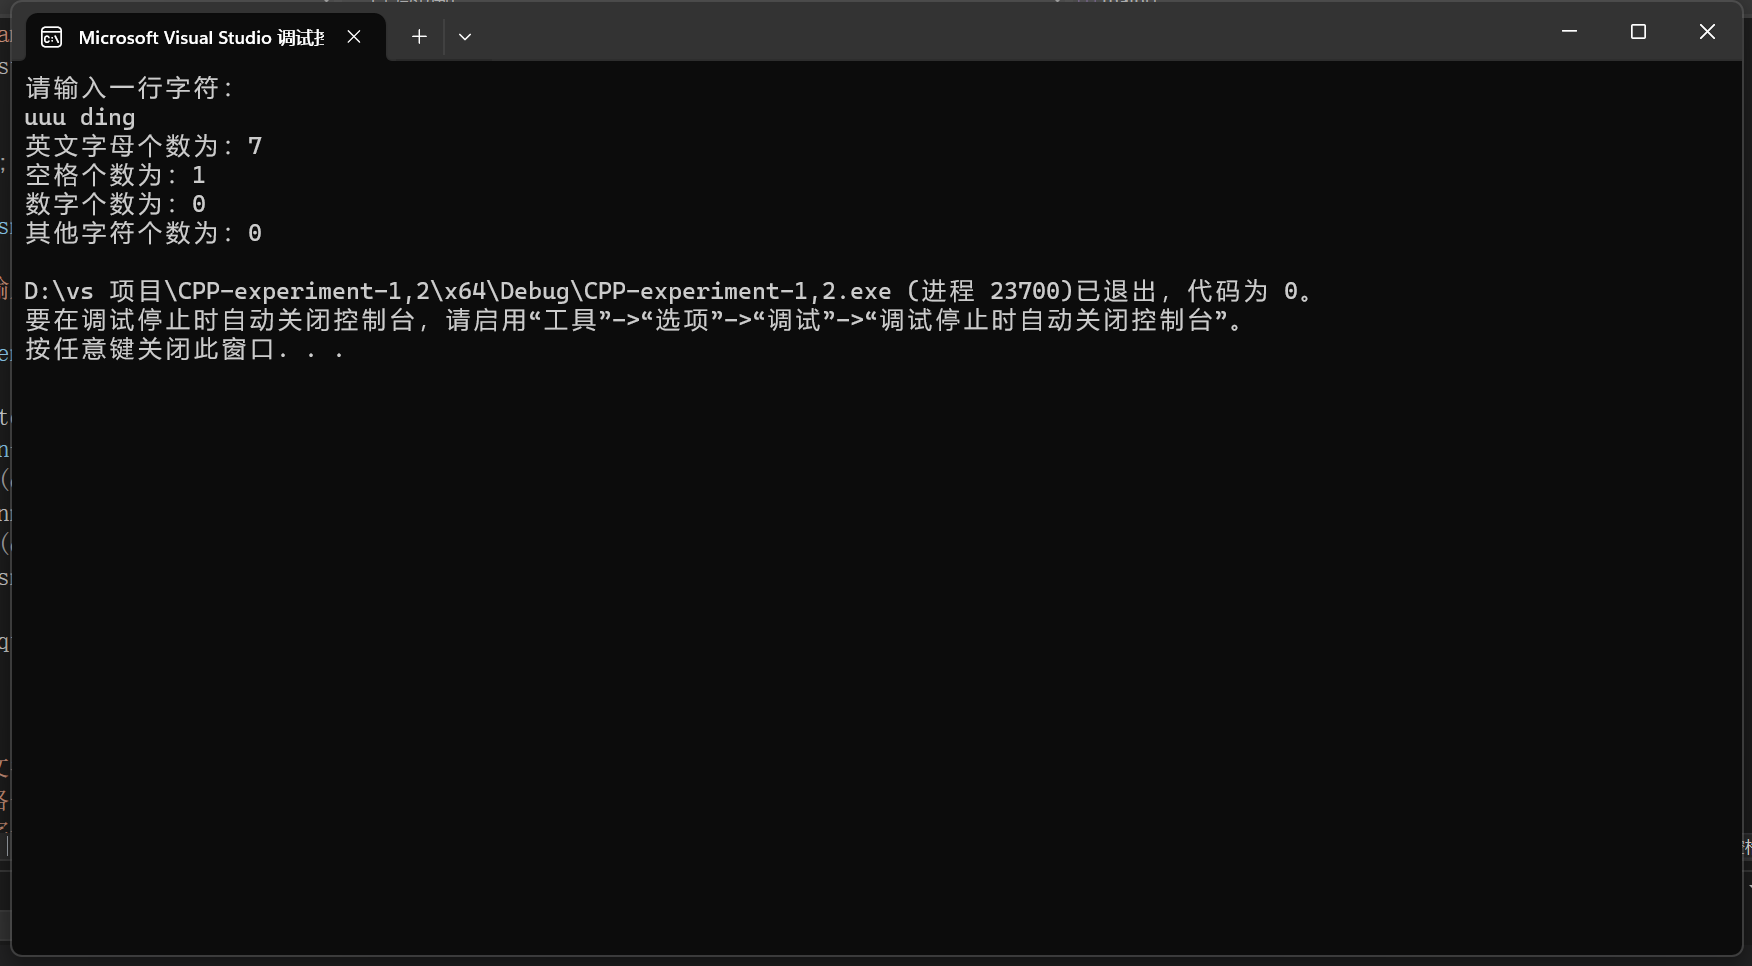 Microsoft Visual Studio 调试
请输入一行字符：
uuu ding
英文字母个数为：7
空格个数为：1
数字个数为：0
其他字符个数为：0
D:\vs 项目\CPP-experiment-1,2\x64\Debug\CPP-experiment-1,2.exe (进程 23700)已退出，代码为 0。
要在调试停止时自动关闭控制台，请启用“工具”->“选项”->“调试”->“调试停止时自动关闭控制台”。
按任意键关闭此窗口. . .